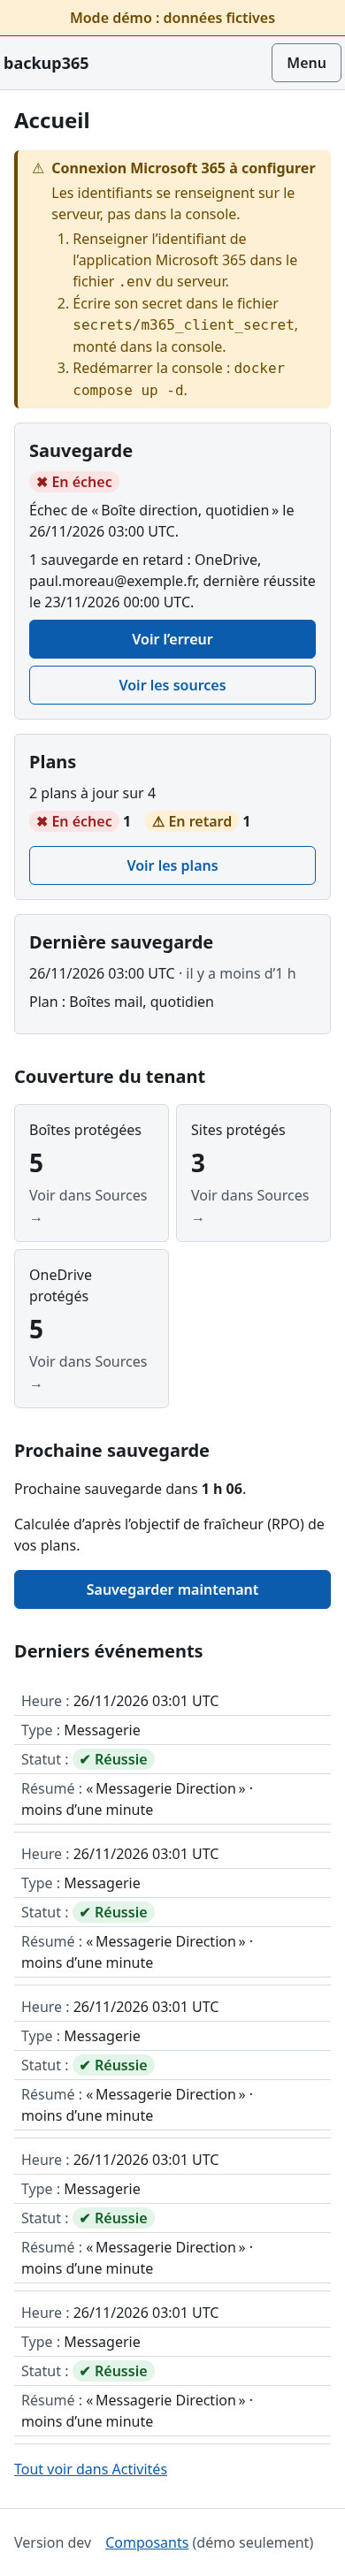 Mode démo : données fictives
backup365
Menu
Accueil
⚠ Connexion Microsoft 365 à configurer
Les identifiants se renseignent sur le
serveur, pas dans la console.
1. Renseigner l’identifiant de
l’application Microsoft 365 dans le
fichier .env du serveur.
2. Écrire son secret dans le fichier
secrets/m365_client_secret,
monté dans la console.
3. Redémarrer la console : docker
compose up -d.
Sauvegarde
✖ En échec
Échec de « Boîte direction, quotidien » le
26/11/2026 03:00 UTC.
1 sauvegarde en retard : OneDrive,
paul.moreau@exemple.fr, dernière réussite
le 23/11/2026 00:00 UTC.
Voir l’erreur
Voir les sources
Plans
2 plans à jour sur 4
✖ En échec 1 ⚠ En retard 1
Voir les plans
Dernière sauvegarde
26/11/2026 03:00 UTC · il y a moins d’1 h
Plan : Boîtes mail, quotidien
Couverture du tenant
Boîtes protégées
5
Voir dans Sources
→
Sites protégés
3
Voir dans Sources
→
OneDrive
protégés
5
Voir dans Sources
→
Prochaine sauvegarde
Prochaine sauvegarde dans 1 h 06.
Calculée d’après l’objectif de fraîcheur (RPO) de
vos plans.
Sauvegarder maintenant
Derniers événements
Heure : 26/11/2026 03:01 UTC
Type : Messagerie
Statut : ✔ Réussie
Résumé : « Messagerie Direction » ·
moins d’une minute
Heure : 26/11/2026 03:01 UTC
Type : Messagerie
Statut : ✔ Réussie
Résumé : « Messagerie Direction » ·
moins d’une minute
Heure : 26/11/2026 03:01 UTC
Type : Messagerie
Statut : ✔ Réussie
Résumé : « Messagerie Direction » ·
moins d’une minute
Heure : 26/11/2026 03:01 UTC
Type : Messagerie
Statut : ✔ Réussie
Résumé : « Messagerie Direction » ·
moins d’une minute
Heure : 26/11/2026 03:01 UTC
Type : Messagerie
Statut : ✔ Réussie
Résumé : « Messagerie Direction » ·
moins d’une minute
Tout voir dans Activités
Version dev Composants (démo seulement)